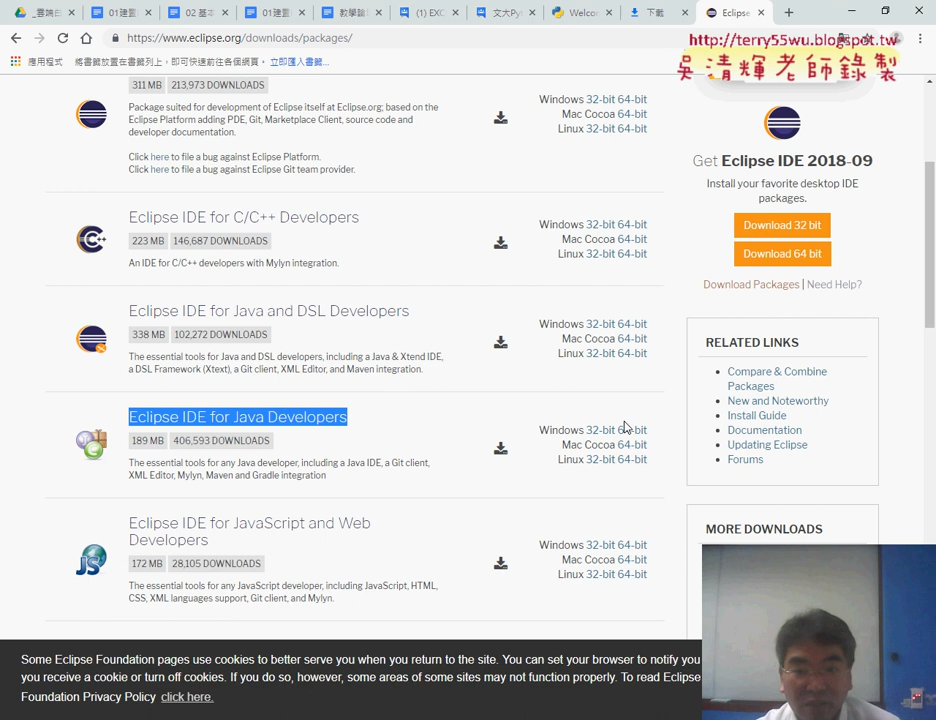 _雲端白
01建置
02 基本
01建置
教學論
(1) EXC
文大Pyt
Welcom
下載
Eclipse
https://www.eclipse.org/downloads/packages/
應用程式
將書籤放置在書籤列上，即可快速前往各個網頁。
立即匯入書籤...
http://terry55wu.blogspot.tw
吳清輝老師錄製
311 MB 213,973 DOWNLOADS
Package suited for development of Eclipse itself at Eclipse.org; based on the
Eclipse Platform adding PDE, Git, Marketplace Client, source code and
developer documentation.
Click here to file a bug against Eclipse Platform.
Click here to file a bug against Eclipse Git team provider.
Windows 32-bit 64-bit
Mac Cocoa 64-bit
Linux 32-bit 64-bit
Eclipse IDE for C/C++ Developers
223 MB 146,687 DOWNLOADS
An IDE for C/C++ developers with Mylyn integration.
Windows 32-bit 64-bit
Mac Cocoa 64-bit
Linux 32-bit 64-bit
Eclipse IDE for Java and DSL Developers
338 MB 102,272 DOWNLOADS
The essential tools for Java and DSL developers, including a Java & Xtend IDE,
a DSL Framework (Xtext), a Git client, XML Editor, and Maven integration.
Windows 32-bit 64-bit
Mac Cocoa 64-bit
Linux 32-bit 64-bit
Eclipse IDE for Java Developers
189 MB 406,593 DOWNLOADS
The essential tools for any Java developer, including a Java IDE, a Git client,
XML Editor, Mylyn, Maven and Gradle integration
Windows 32-bit 64-bit
Mac Cocoa 64-bit
Linux 32-bit 64-bit
Eclipse IDE for JavaScript and Web
Developers
172 MB 28,105 DOWNLOADS
The essential tools for any JavaScript developer, including JavaScript, HTML,
CSS, XML languages support, Git client, and Mylyn.
Windows 32-bit 64-bit
Mac Cocoa 64-bit
Linux 32-bit 64-bit
Get Eclipse IDE 2018-09
Install your favorite desktop IDE
packages.
Download 32 bit
Download 64 bit
Download Packages | Need Help?
RELATED LINKS
Compare & Combine
Packages
New and Noteworthy
Install Guide
Documentation
Updating Eclipse
Forums
MORE DOWNLOADS
Some Eclipse Foundation pages use cookies to better serve you when you return to the site. You can set your browser to notify you
you receive a cookie or turn off cookies. If you do so, however, some areas of some sites may not function properly. To read Eclipse
Foundation Privacy Policy click here.